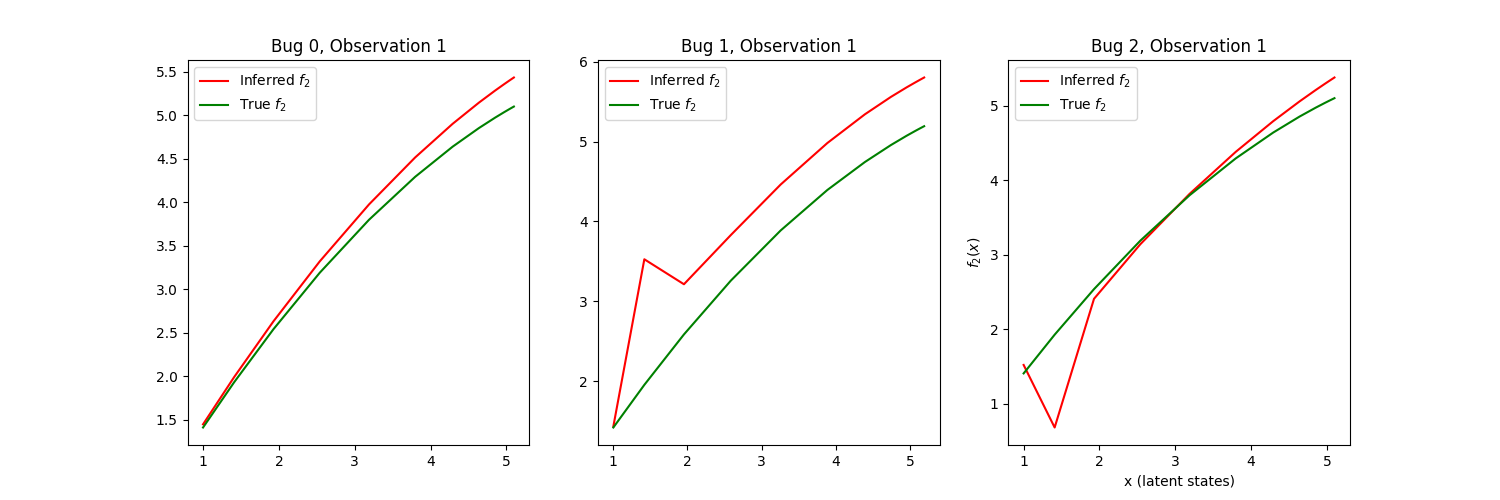 Bug 0, Observation 1
Inferred f₂
True f₂
5.5
5.0
4.5
4.0
3.5
3.0
2.5
2.0
1.5
1 2 3 4 5
Bug 1, Observation 1
Inferred f₂
True f₂
6
5
4
3
2
1 2 3 4 5
Bug 2, Observation 1
Inferred f₂
True f₂
f₂(x)
5
4
3
2
1
1 2 3 4 5
x (latent states)